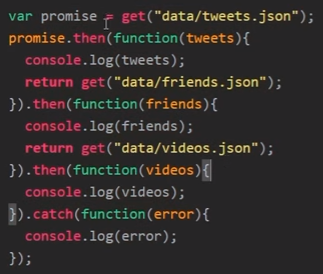 var promise = get("data/tweets.json");
promise.then(function(tweets){
  console.log(tweets);
  return get("data/friends.json");
}).then(function(friends){
  console.log(friends);
  return get("data/videos.json");
}).then(function(videos){
  console.log(videos);
}).catch(function(error){
  console.log(error);
});